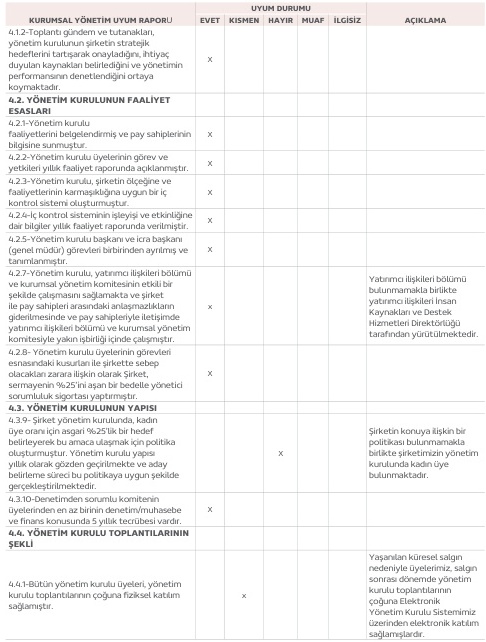 UYUM DURUMU
KURUMSAL YÖNETİM UYUM RAPORU EVET KISMEN HAYIR MUAF İLGİSİZ AÇIKLAMA
4.1.2-Toplantı gündem ve tutanakları,
yönetim kurulunun şirketin stratejik
hedeflerini tartışarak onayladığını, ihtiyaç
duyulan kaynakları belirlediğini ve yönetimin
performansının denetlendiğini ortaya
koymaktadır.
X
4.2. YÖNETİM KURULUNUN FAALİYET
ESASLARI
4.2.1-Yönetim kurulu
faaliyetlerini belgelendirmiş ve pay sahiplerinin
bilgisine sunmuştur.
X
4.2.2-Yönetim kurulu üyelerinin görev ve
yetkileri yıllık faaliyet raporunda açıklanmıştır.
X
4.2.3-Yönetim kurulu, şirketin ölçeğine ve
faaliyetlerinin karmaşıklığına uygun bir iç
kontrol sistemi oluşturmuştur.
X
4.2.4-İç kontrol sisteminin işleyişi ve etkinliğine
dair bilgiler yıllık faaliyet raporunda verilmiştir.
X
4.2.5-Yönetim kurulu başkanı ve icra başkanı
(genel müdür) görevleri birbirinden ayrılmış ve
tanımlanmıştır.
X
4.2.7-Yönetim kurulu, yatırımcı ilişkileri bölümü
ve kurumsal yönetim komitesinin etkili bir
şekilde çalışmasını sağlamakta ve şirket
ile pay sahipleri arasındaki anlaşmazlıkların
giderilmesinde ve pay sahipleriyle iletişimde
yatırımcı ilişkileri bölümü ve kurumsal yönetim
komitesiyle yakın işbirliği içinde çalışmıştır.
x
Yatırımcı ilişkileri bölümü
bulunmamakla birlikte
yatırımcı ilişkileri İnsan
Kaynakları ve Destek
Hizmetleri Direktörlüğü
tarafından yürütülmektedir.
4.2.8- Yönetim kurulu üyelerinin görevleri
esnasındaki kusurları ile şirkette sebep
olacakları zarara ilişkin olarak Şirket,
sermayenin %25'ini aşan bir bedelle yönetici
sorumluluk sigortası yaptırmıştır.
X
4.3. YÖNETİM KURULUNUN YAPISI
4.3.9- Şirket yönetim kurulunda, kadın
üye oranı için asgari %25'lik bir hedef
belirleyerek bu amaca ulaşmak için politika
oluşturmuştur. Yönetim kurulu yapısı
yıllık olarak gözden geçirilmekte ve aday
belirleme süreci bu politikaya uygun şekilde
gerçekleştirilmektedir.
X
Şirketin konuya ilişkin bir
politikası bulunmamakla
birlikte şirketimizin yönetim
kurulunda kadın üye
bulunmaktadır.
4.3.10-Denetimden sorumlu komitenin
üyelerinden en az birinin denetim/muhasebe
ve finans konusunda 5 yıllık tecrübesi vardır.
X
4.4. YÖNETİM KURULU TOPLANTILARININ
ŞEKLİ
4.4.1-Bütün yönetim kurulu üyeleri, yönetim
kurulu toplantılarının çoğuna fiziksel katılım
sağlamıştır.
x
Yaşanılan küresel salgın
nedeniyle üyelerimiz, salgın
sonrası dönemde yönetim
kurulu toplantılarının
çoğuna Elektronik
Yönetim Kurulu Sistemimiz
üzerinden elektronik katılım
sağlamışlardır.